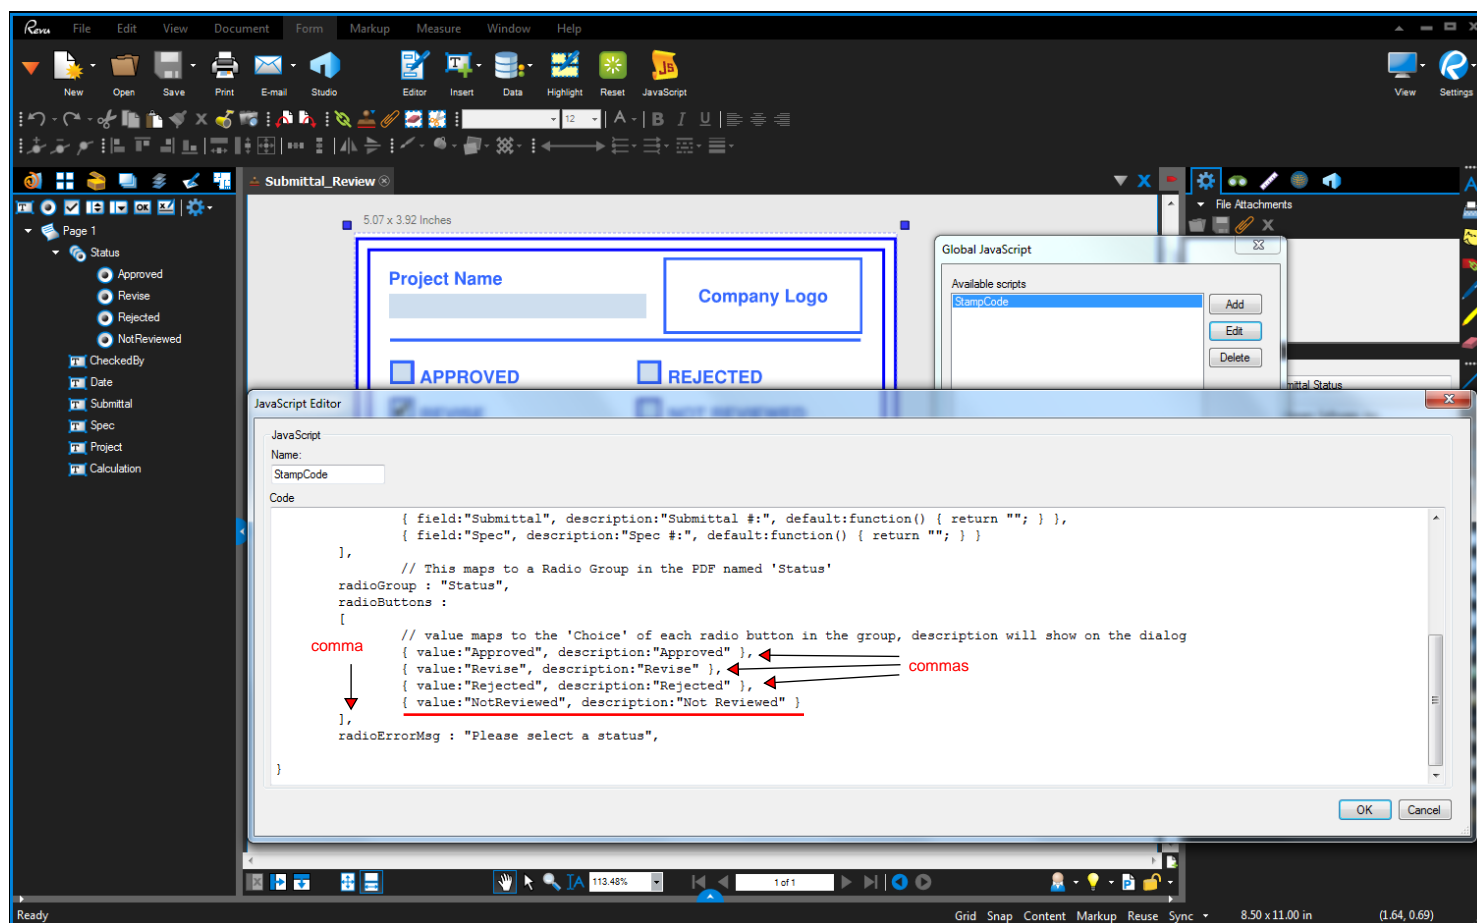 Revu File Edit View Document Form Markup Measure Window Help
New Open Save Print E-mail Studio Editor Insert Data Highlight Reset JavaScript View Settings
12 A B I U
Submittal_Review
File Attachments
Page 1
Status
Approved
Revise
Rejected
NotReviewed
CheckedBy
Date
Submittal
Spec
Project
Calculation
5.07 x 3.92 Inches
Project Name
Company Logo
APPROVED
REJECTED
REVISE
NOT REVIEWED
Global JavaScript
Available scripts
StampCode
Add
Edit
Delete
mittal Status
JavaScript Editor
JavaScript
Name:
StampCode
Code
{ field:"Submittal", description:"Submittal #:", default:function() { return ""; } },
{ field:"Spec", description:"Spec #:", default:function() { return ""; } }
],
// This maps to a Radio Group in the PDF named 'Status'
radioGroup : "Status",
radioButtons :
[
// value maps to the 'Choice' of each radio button in the group, description will show on the dialog
{ value:"Approved", description:"Approved" },
{ value:"Revise", description:"Revise" },
{ value:"Rejected", description:"Rejected" },
{ value:"NotReviewed", description:"Not Reviewed" }
],
radioErrorMsg : "Please select a status",
}
comma
commas
OK Cancel
113.48% 1 of 1
Ready Grid Snap Content Markup Reuse Sync 8.50 x 11.00 in (1.64, 0.69)